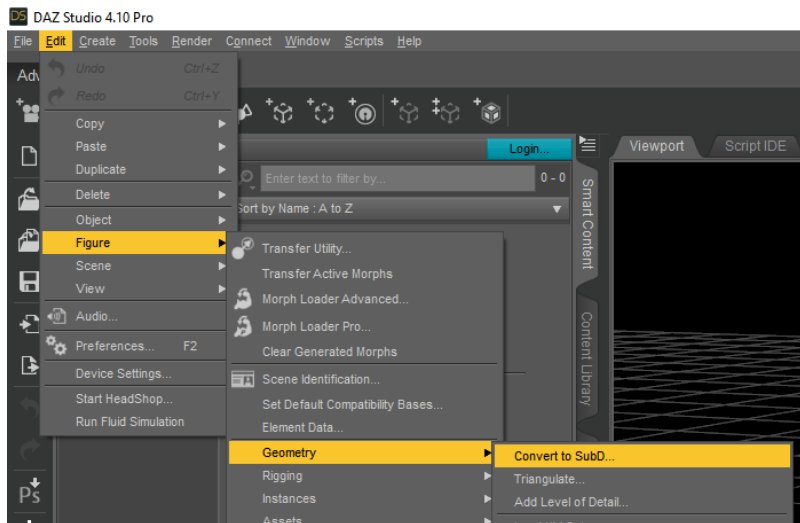 DS DAZ Studio 4.10 Pro
File Edit Create Tools Render Connect Window Scripts Help
Undo Ctrl+Z
Redo Ctrl+Y
Copy
Paste
Duplicate
Delete
Object
Figure
Scene
View
Audio...
Preferences... F2
Device Settings...
Start HeadShop...
Run Fluid Simulation
Login...
Enter text to filter by... 0 - 0
Sort by Name : A to Z
Transfer Utility...
Transfer Active Morphs
Morph Loader Advanced...
Morph Loader Pro...
Clear Generated Morphs
Scene Identification...
Set Default Compatibility Bases...
Element Data...
Geometry
Rigging
Instances
Assets
Convert to SubD...
Triangulate...
Add Level of Detail...
Smart Content
Content Library
Viewport Script IDE
Ps